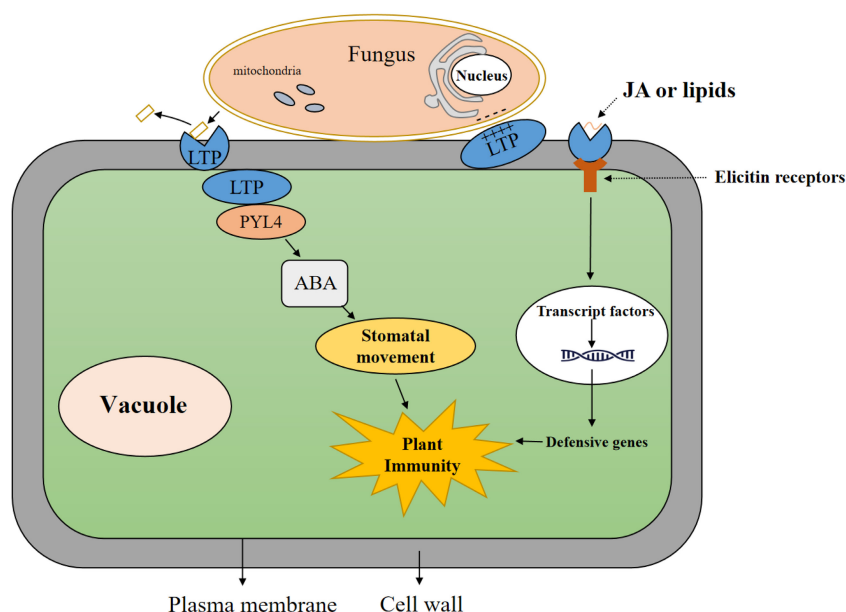 Fungus
mitochondria
Nucleus
JA or lipids
LTP
LTP
LTP
Elicitin receptors
PYL4
ABA
Transcript factors
Stomatal
movement
Vacuole
Plant
Immunity
Defensive genes
Plasma membrane
Cell wall